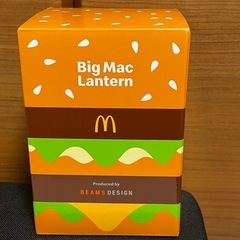 Big Mac
Lantern
Produced by
BEAMS DESIGN